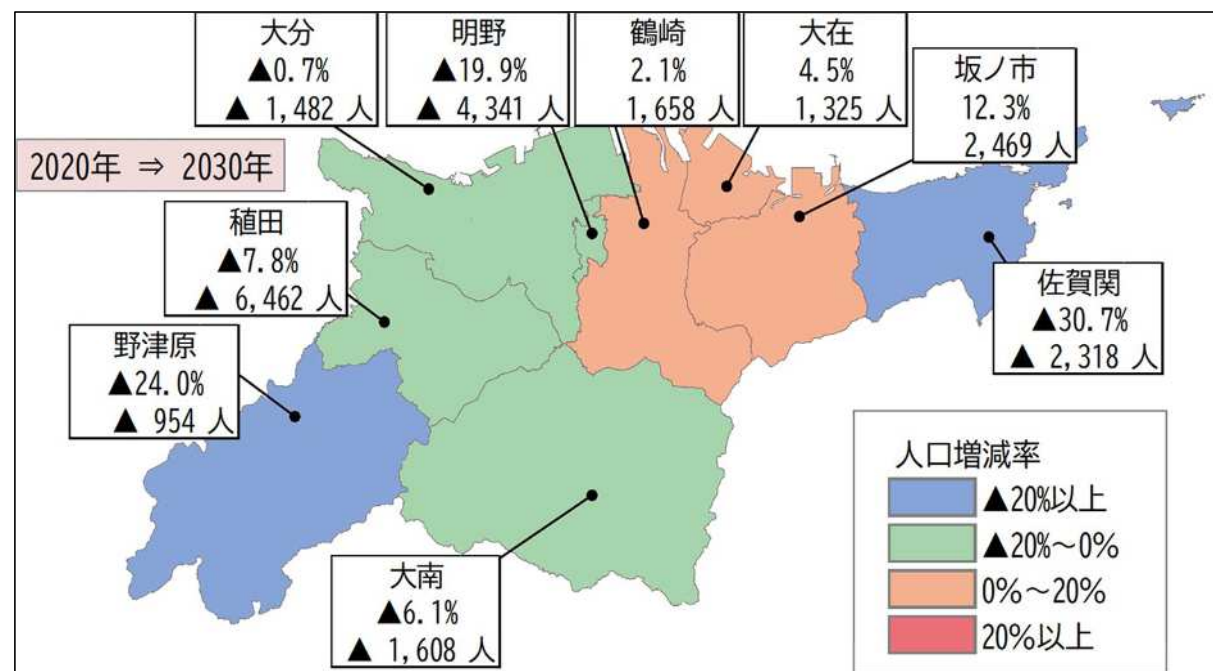 大分
▲0.7%
▲ 1,482 人
明野
▲19.9%
▲ 4,341 人
鶴崎
2.1%
1,658 人
大在
4.5%
1,325 人
坂ノ市
12.3%
2,469 人
2020年 ⇒ 2030年
稙田
▲7.8%
▲ 6,462 人
野津原
▲24.0%
▲ 954 人
佐賀関
▲30.7%
▲ 2,318 人
大南
▲6.1%
▲ 1,608 人
人口増減率
▲20%以上
▲20%～0%
0%～20%
20%以上